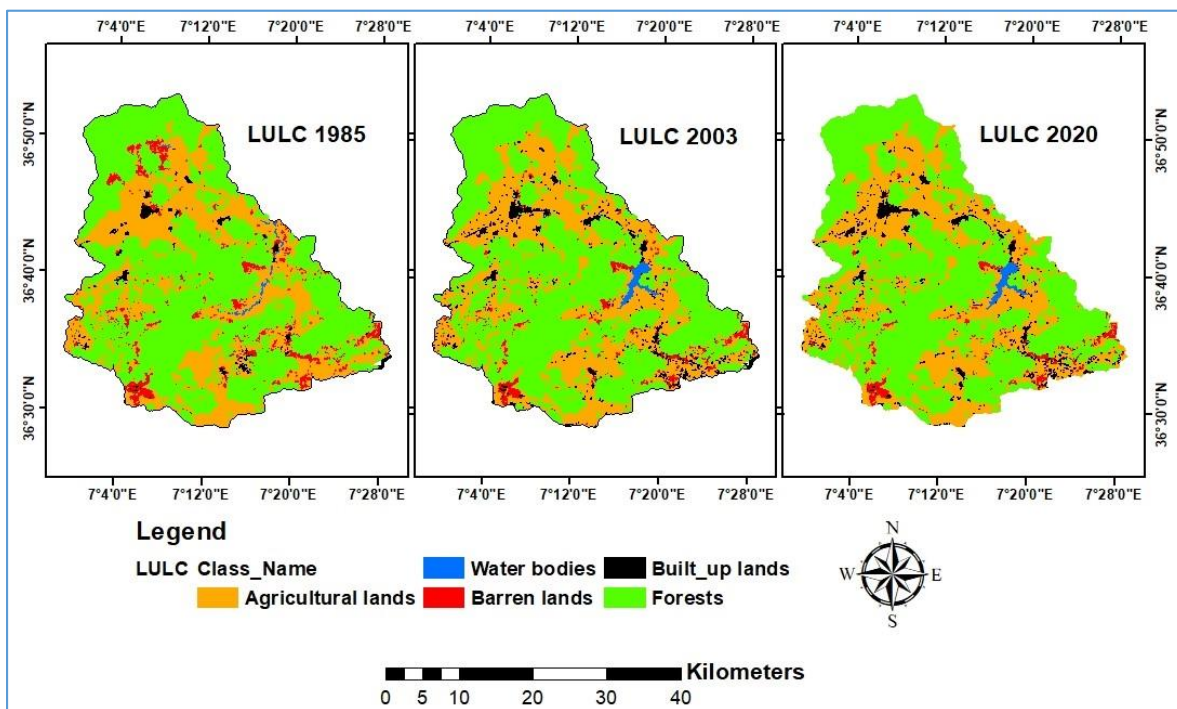 7°4'0"E 7°12'0"E 7°20'0"E 7°28'0"E 7°4'0"E 7°12'0"E 7°20'0"E 7°28'0"E 7°4'0"E 7°12'0"E 7°20'0"E 7°28'0"E
LULC 1985
LULC 2003
LULC 2020
36°50'0"N
36°40'0"N
36°30'0"N
36°50'0"N
36°40'0"N
36°30'0"N
7°4'0"E 7°12'0"E 7°20'0"E 7°28'0"E 7°4'0"E 7°12'0"E 7°20'0"E 7°28'0"E 7°4'0"E 7°12'0"E 7°20'0"E 7°28'0"E
Legend
LULC Class_Name
Water bodies
Built_up lands
Agricultural lands
Barren lands
Forests
N
W E
S
Kilometers
0 5 10 20 30 40